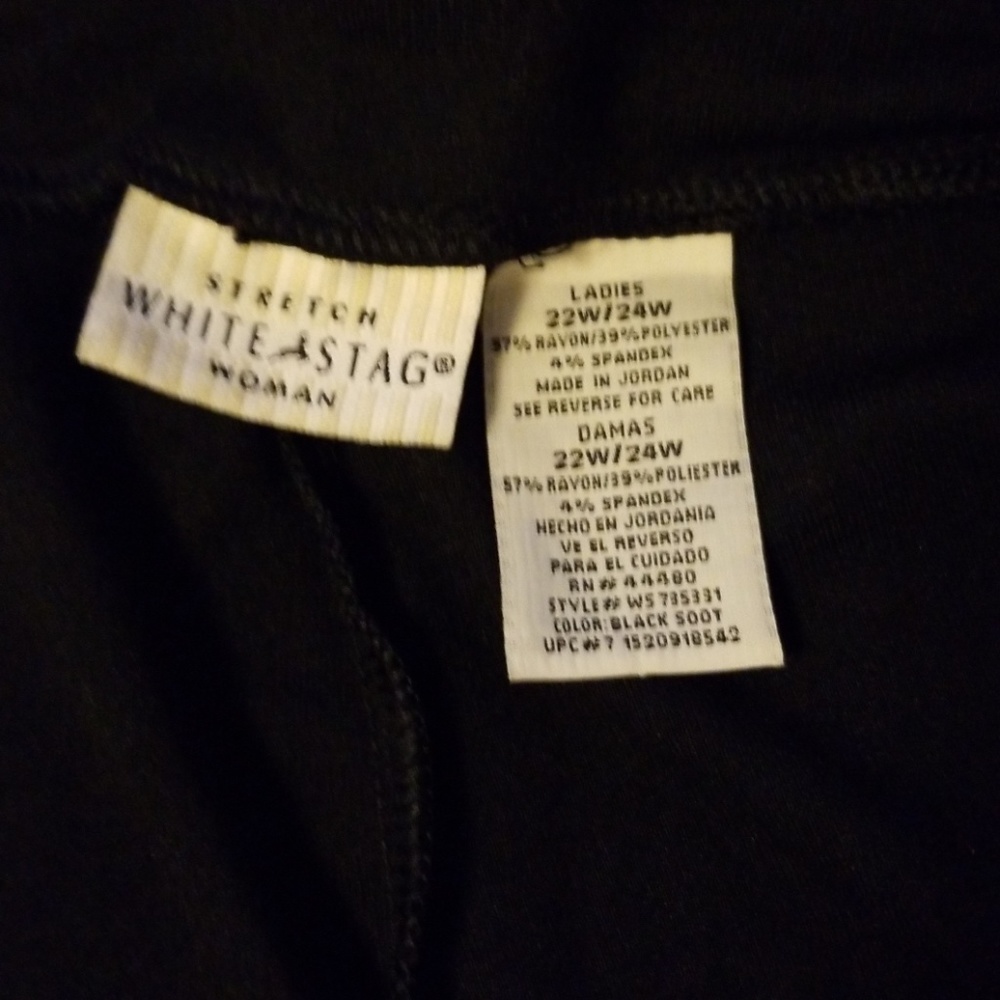 STRETCH
WHITE STAG®
WOMAN
LADIES
22W/24W
57% RAYON/39% POLYESTER
4% SPANDEX
MADE IN JORDAN
SEE REVERSE FOR CARE
DAMAS
22W/24W
57% RAYON/39% POLIESTER
4% SPANDEX
HECHO EN JORDANIA
VE EL REVERSO
PARA EL CUIDADO
RN# 44480
STYLE# WS735331
COLOR: BLACK SOOT
UPC#7 1520918542